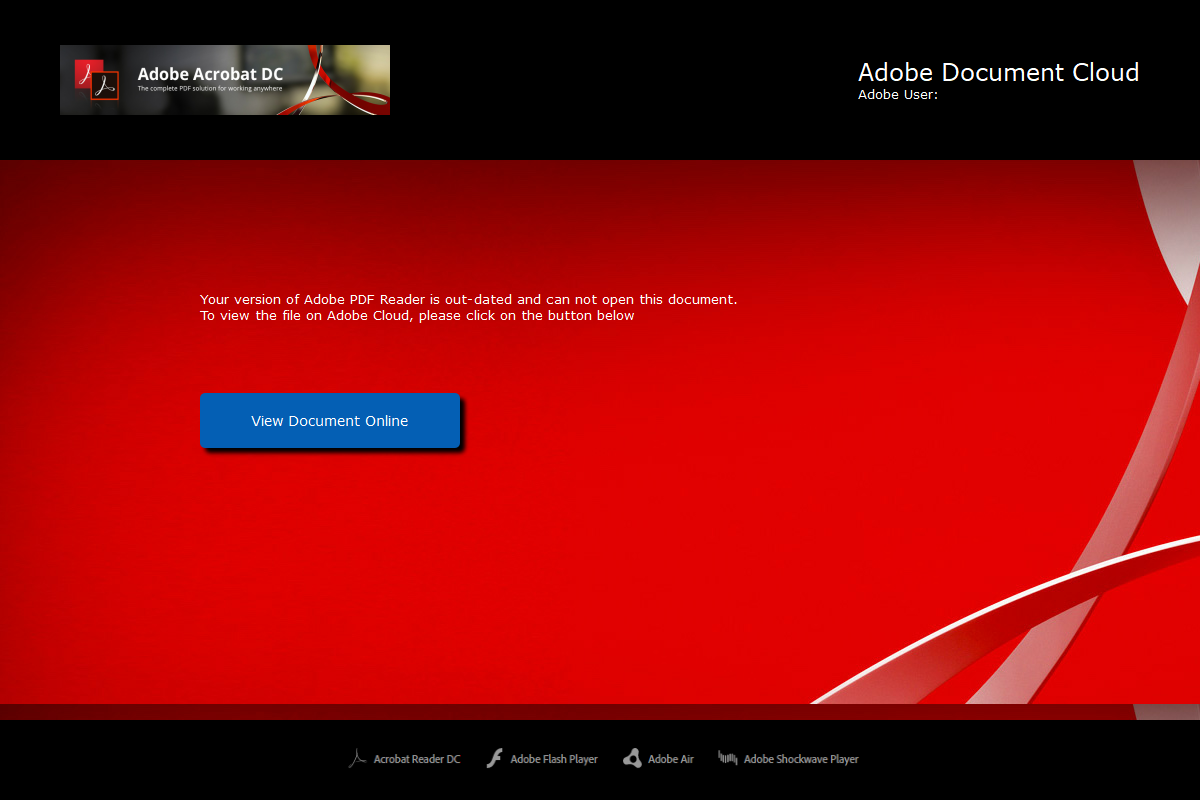 Adobe Acrobat DC
The complete PDF solution for working anywhere
Adobe Document Cloud
Adobe User:
Your version of Adobe PDF Reader is out-dated and can not open this document.
To view the file on Adobe Cloud, please click on the button below
View Document Online
Acrobat Reader DC
Adobe Flash Player
Adobe Air
Adobe Shockwave Player